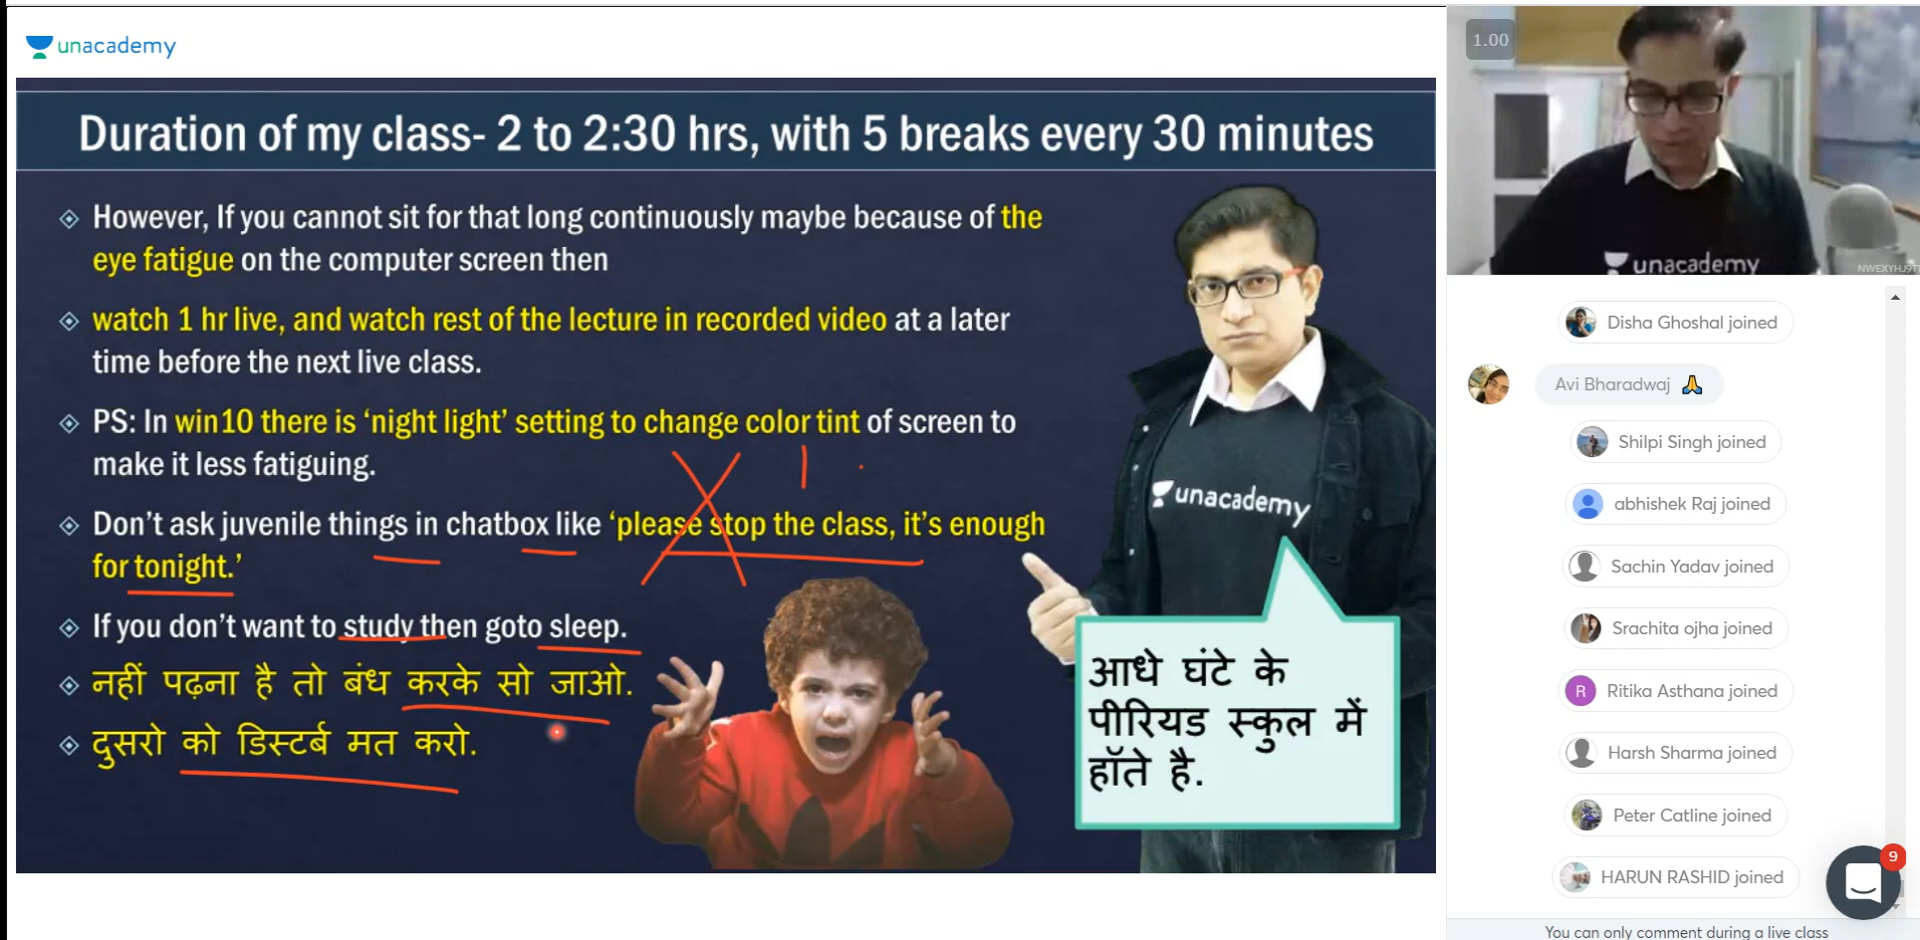 unacademy
Duration of my class- 2 to 2:30 hrs, with 5 breaks every 30 minutes
However, If you cannot sit for that long continuously maybe because of the
eye fatigue on the computer screen then
watch 1 hr live, and watch rest of the lecture in recorded video at a later
time before the next live class.
PS: In win10 there is ‘night light’ setting to change color tint of screen to
make it less fatiguing.
Don’t ask juvenile things in chatbox like ‘please stop the class, it’s enough
for tonight.’
If you don’t want to study then goto sleep.
नहीं पढ़ना है तो बंध करके सो जाओ.
दुसरो को डिस्टर्ब मत करो.
unacademy
आधे घंटे के
पीरियड स्कुल में
हॉते है.
1.00
unacademy
Disha Ghoshal joined
Avi Bharadwaj 🙏
Shilpi Singh joined
abhishek Raj joined
Sachin Yadav joined
Srachita ojha joined
R Ritika Asthana joined
Harsh Sharma joined
Peter Catline joined
HARUN RASHID joined
9
You can only comment during a live class